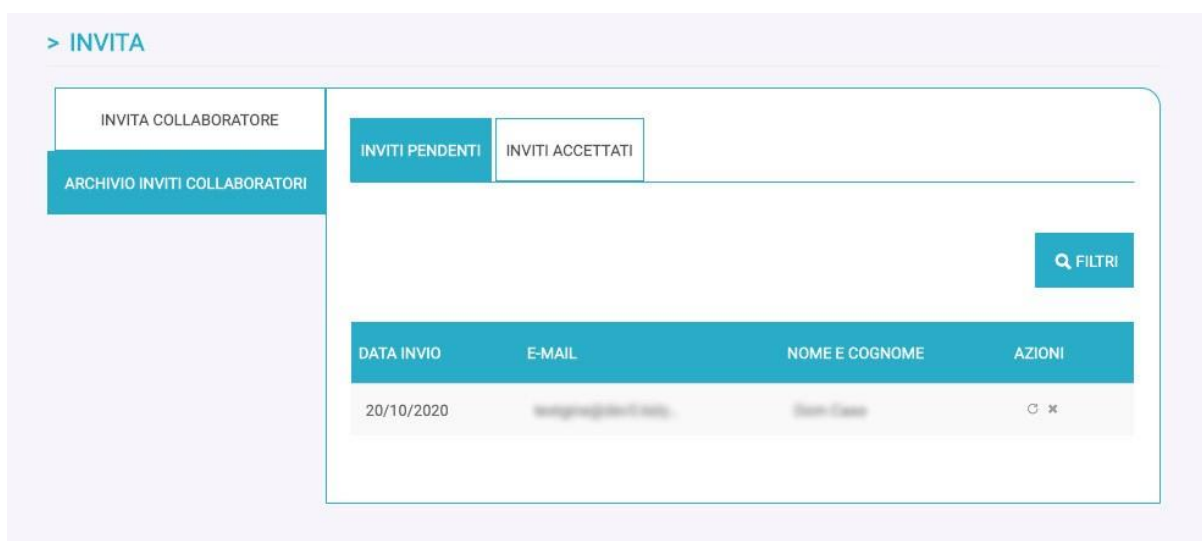 > INVITA
INVITA COLLABORATORE
ARCHIVIO INVITI COLLABORATORI
INVITI PENDENTI INVITI ACCETTATI
FILTRI
DATA INVIO E-MAIL NOME E COGNOME AZIONI
20/10/2020